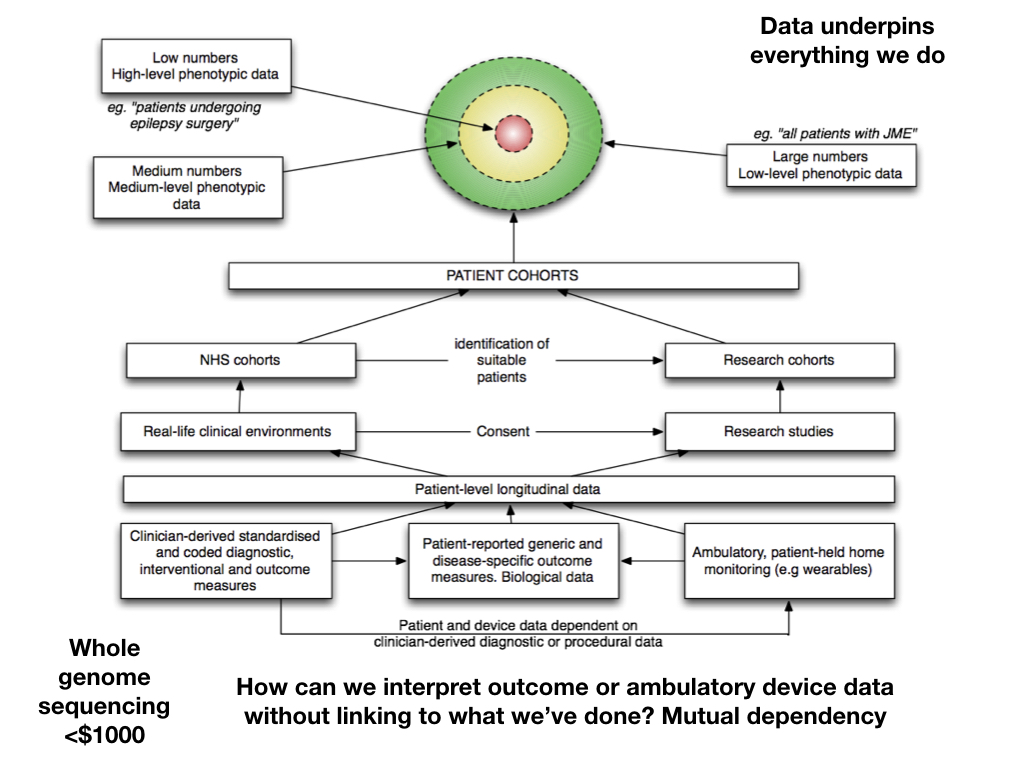 Data underpins
everything we do
Low numbers
High-level phenotypic data
eg. "patients undergoing
epilepsy surgery"
Medium numbers
Medium-level phenotypic
data
eg. "all patients with JME"
Large numbers
Low-level phenotypic data
PATIENT COHORTS
NHS cohorts
identification of
suitable
patients
Research cohorts
Real-life clinical environments
Consent
Research studies
Patient-level longitudinal data
Clinician-derived standardised
and coded diagnostic,
interventional and outcome
measures
Patient-reported generic and
disease-specific outcome
measures. Biological data
Ambulatory, patient-held home
monitoring (e.g wearables)
Patient and device data dependent on
clinician-derived diagnostic or procedural data
Whole
genome
sequencing
<$1000
How can we interpret outcome or ambulatory device data
without linking to what we’ve done? Mutual dependency